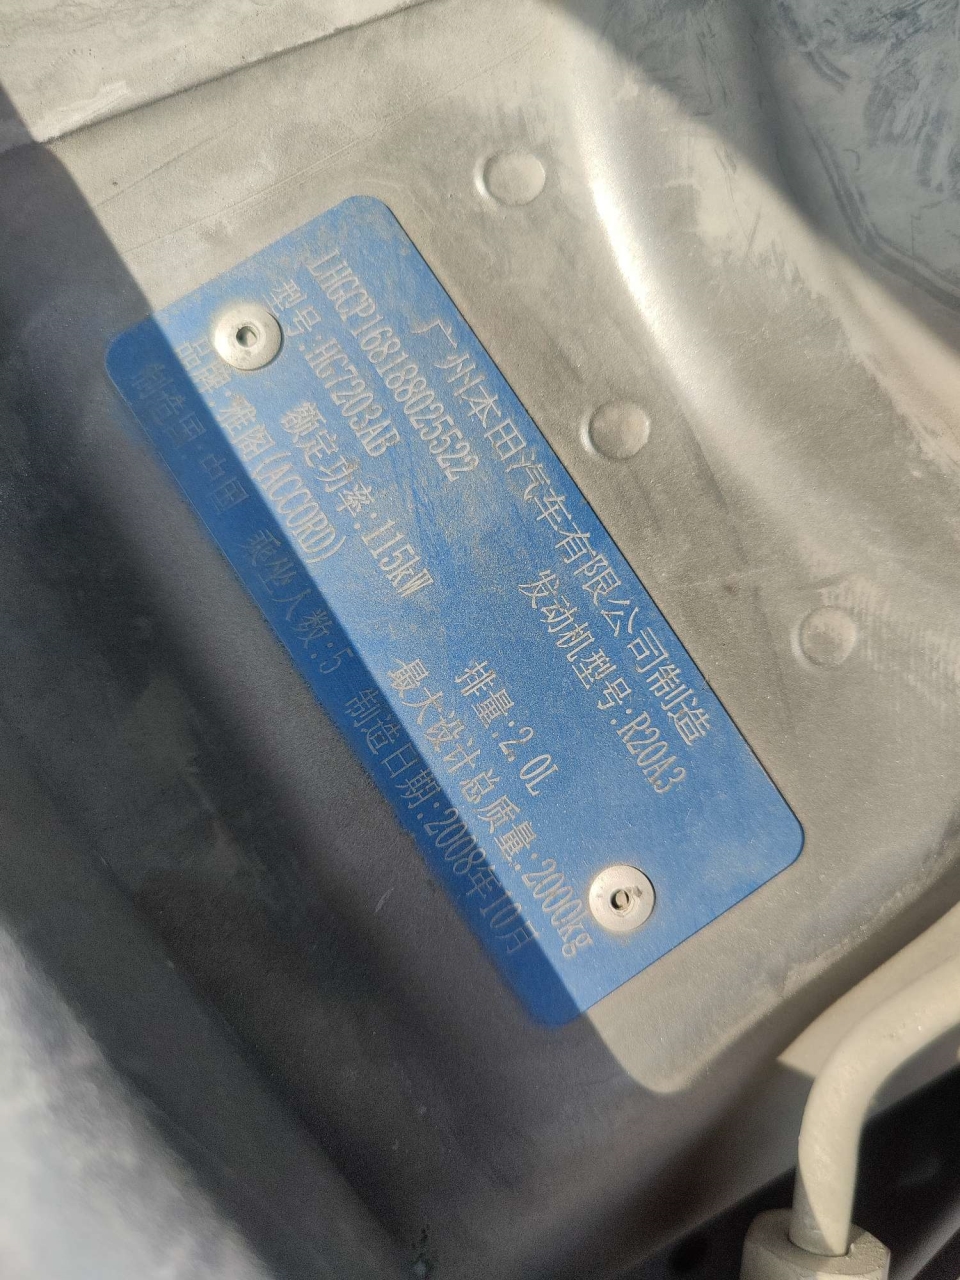 广州本田汽车有限公司制造
LHGCP168188025522 发动机型号:R20A3
型号:HG7203AB 排量:2.0L
额定功率:115kW 最大设计总质量:2000kg
品牌:雅阁(ACCORD) 制造日期:2008年10月
制造国:中国 乘坐人数:5